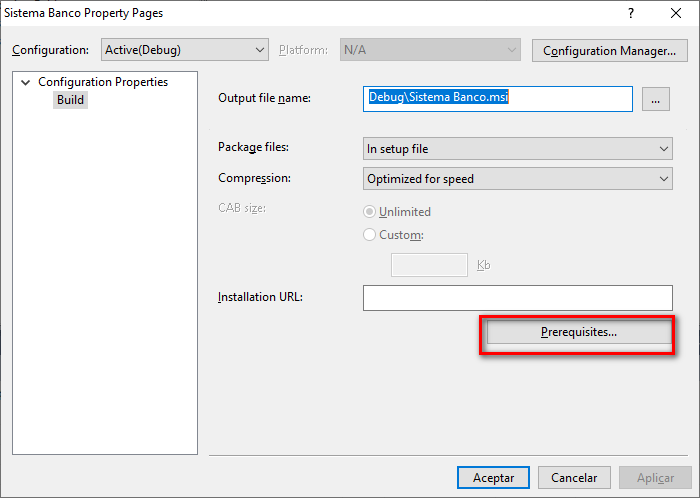 Sistema Banco Property Pages
?
Configuration: Active(Debug) Platform: N/A Configuration Manager...
Configuration Properties
Build
Output file name: Debug\Sistema Banco.msi ...
Package files: In setup file
Compression: Optimized for speed
CAB size: Unlimited
Custom:
Kb
Installation URL:
Prerequisites...
Aceptar Cancelar Aplicar